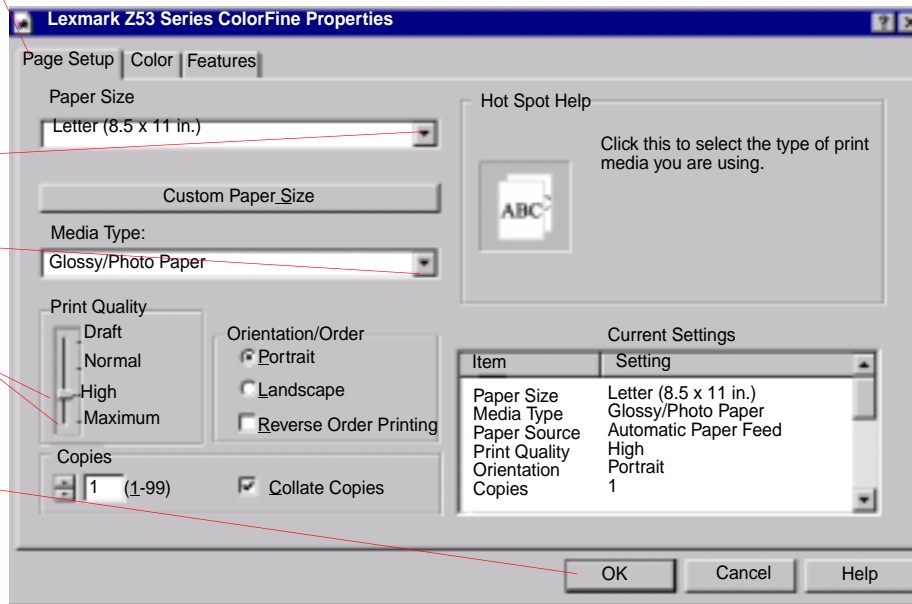 Lexmark Z53 Series ColorFine Properties
Page Setup
Color
Features
Paper Size
Letter (8.5 x 11 in.)
Custom Paper Size
Media Type:
Glossy/Photo Paper
Print Quality
Draft
Normal
High
Maximum
Orientation/Order
Portrait
Landscape
Reverse Order Printing
Copies
1 (1-99)
Collate Copies
Hot Spot Help
ABC
Click this to select the type of print
media you are using.
Current Settings
Item Setting
Paper Size Letter (8.5 x 11 in.)
Media Type Glossy/Photo Paper
Paper Source Automatic Paper Feed
Print Quality High
Orientation Portrait
Copies 1
OK
Cancel
Help